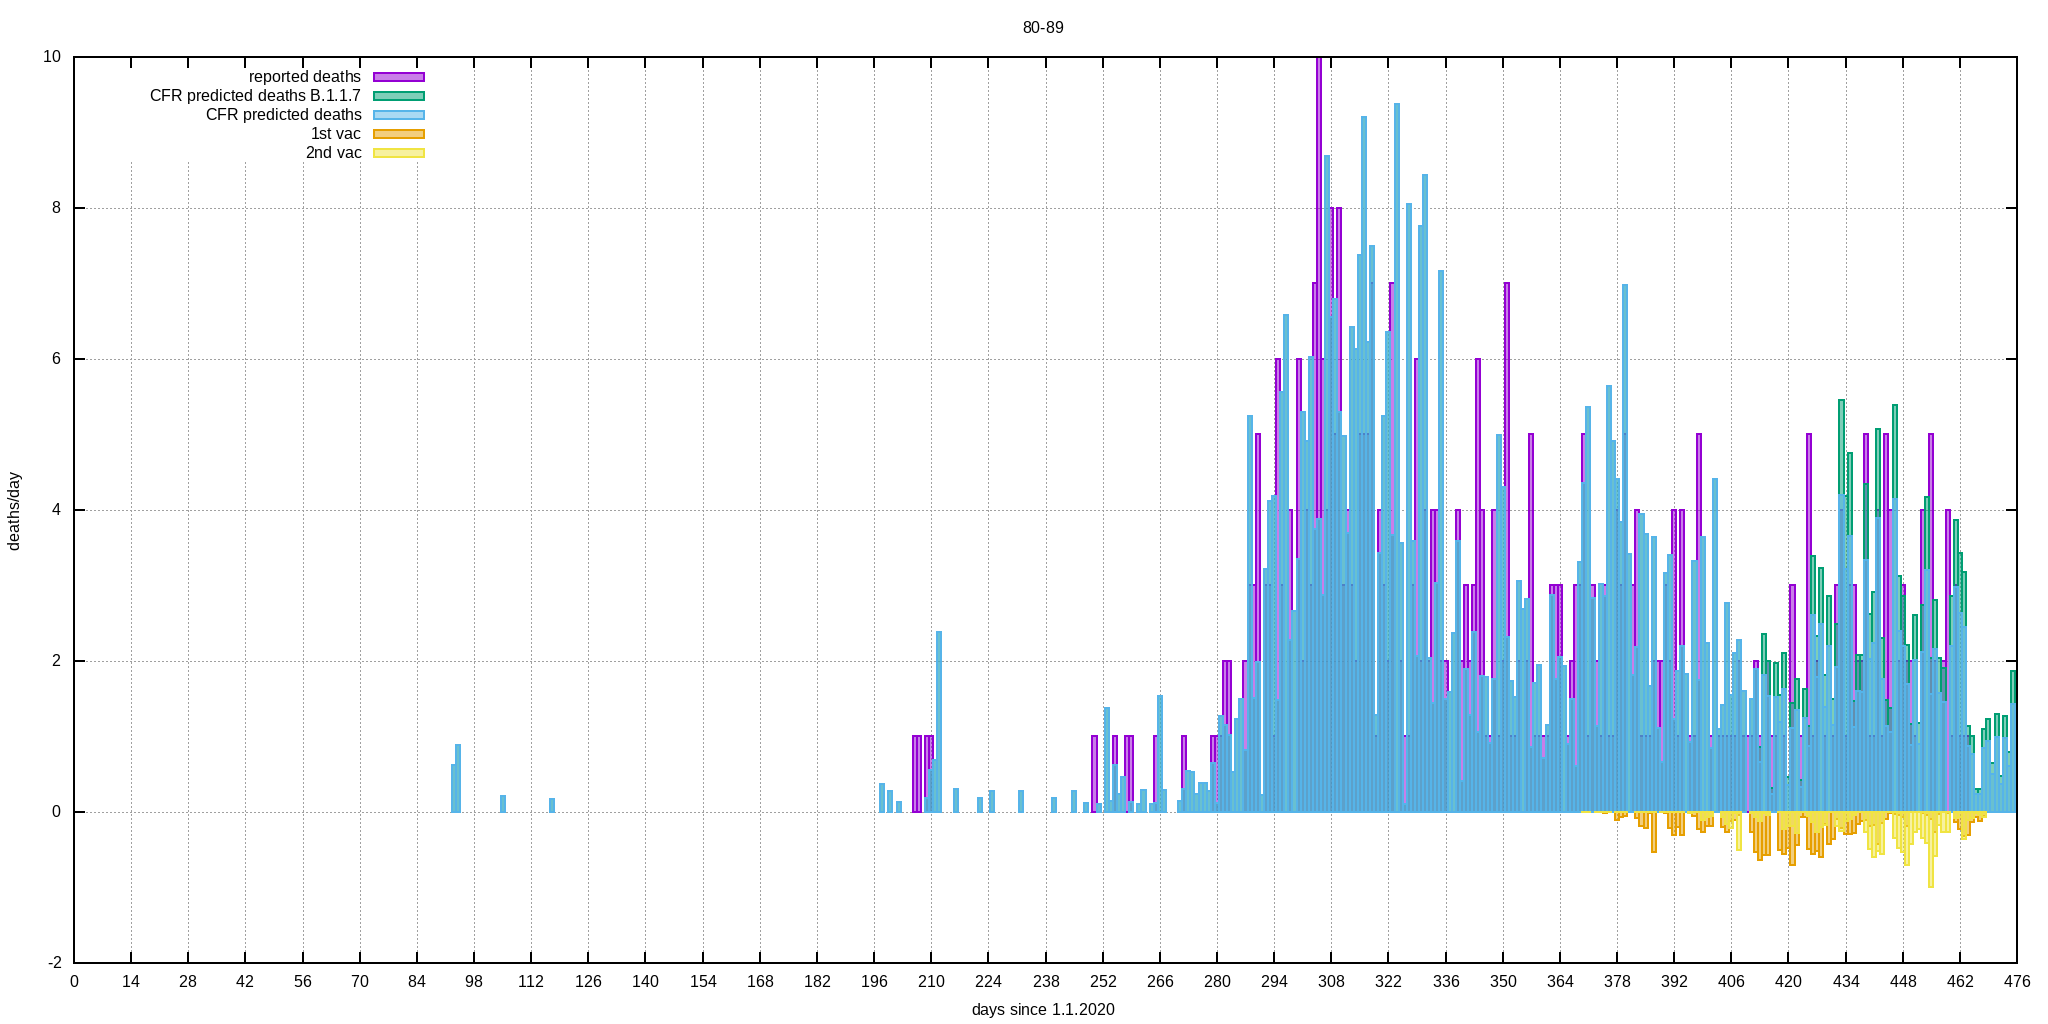 80-89
reported deaths
CFR predicted deaths B.1.1.7
CFR predicted deaths
1st vac
2nd vac
10
8
6
4
2
0
-2
deaths/day
0 14 28 42 56 70 84 98 112 126 140 154 168 182 196 210 224 238 252 266 280 294 308 322 336 350 364 378 392 406 420 434 448 462 476
days since 1.1.2020